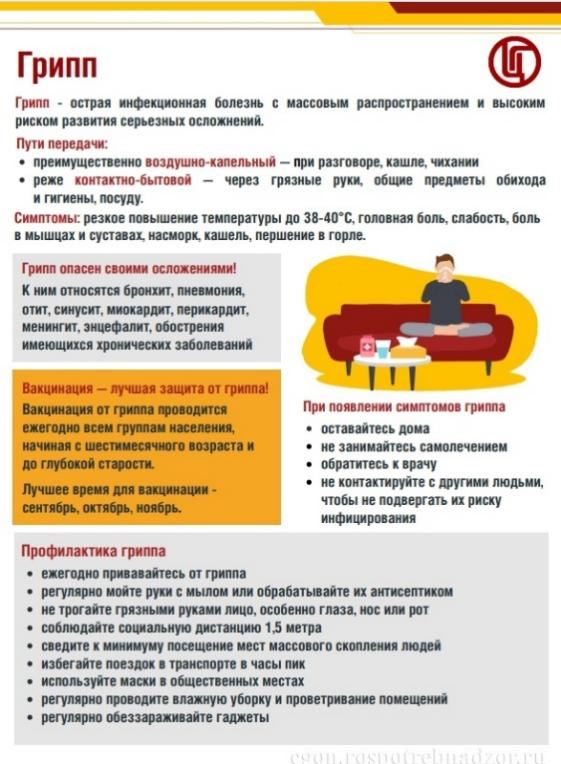 Грипп
Грипп - острая инфекционная болезнь с массовым распространением и высоким
риском развития серьезных осложнений.
Пути передачи:
• преимущественно воздушно-капельный — при разговоре, кашле, чихании
• реже контактно-бытовой — через грязные руки, общие предметы обихода
и гигиены, посуду.
Симптомы: резкое повышение температуры до 38-40°С, головная боль, слабость, боль
в мышцах и суставах, насморк, кашель, першение в горле.
Грипп опасен своими осложениями!
К ним относятся бронхит, пневмония,
отит, синусит, миокардит, перикардит,
менингит, энцефалит, обострения
имеющихся хронических заболеваний
Вакцинация — лучшая защита от гриппа!
Вакцинация от гриппа проводится
ежегодно всем группам населения,
начиная с шестимесячного возраста и
до глубокой старости.
Лучшее время для вакцинации -
сентябрь, октябрь, ноябрь.
При появлении симптомов гриппа
• оставайтесь дома
• не занимайтесь самолечением
• обратитесь к врачу
• не контактируйте с другими людьми,
чтобы не подвергать их риску
инфицирования
Профилактика гриппа
• ежегодно прививайтесь от гриппа
• регулярно мойте руки с мылом или обрабатывайте их антисептиком
• не трогайте грязными руками лицо, особенно глаза, нос или рот
• соблюдайте социальную дистанцию 1,5 метра
• сведите к минимуму посещение мест массового скопления людей
• избегайте поездок в транспорте в часы пик
• используйте маски в общественных местах
• регулярно проводите влажную уборку и проветривание помещений
• регулярно обеззараживайте гаджеты
cgon.rospotrebnadzor.ru